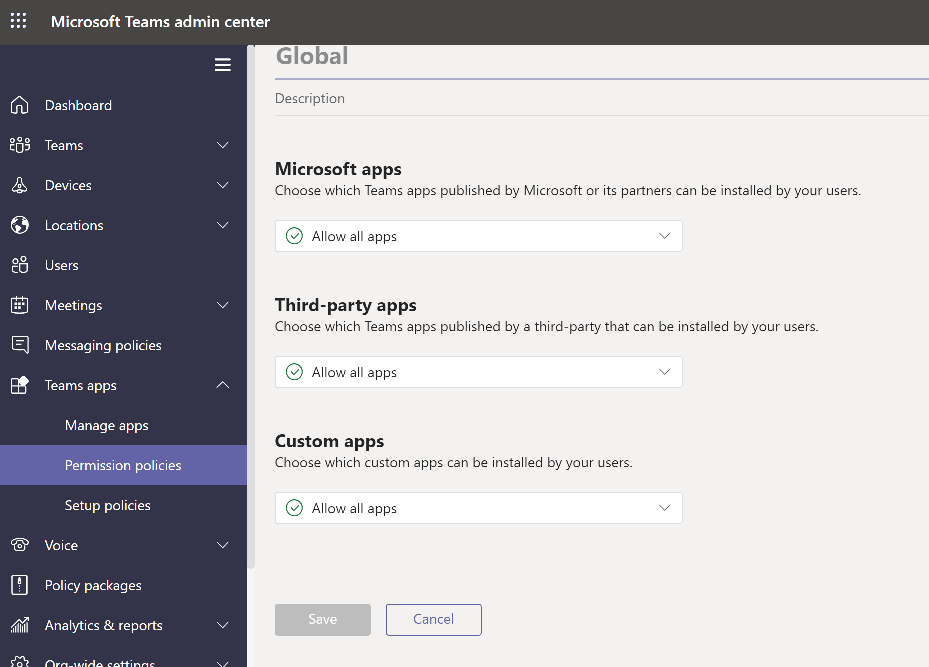 Microsoft Teams admin center
Dashboard
Teams
Devices
Locations
Users
Meetings
Messaging policies
Teams apps
Manage apps
Permission policies
Setup policies
Voice
Policy packages
Analytics & reports
Org-wide settings
Global
Description
Microsoft apps
Choose which Teams apps published by Microsoft or its partners can be installed by your users.
Allow all apps
Third-party apps
Choose which Teams apps published by a third-party that can be installed by your users.
Allow all apps
Custom apps
Choose which custom apps can be installed by your users.
Allow all apps
Save Cancel